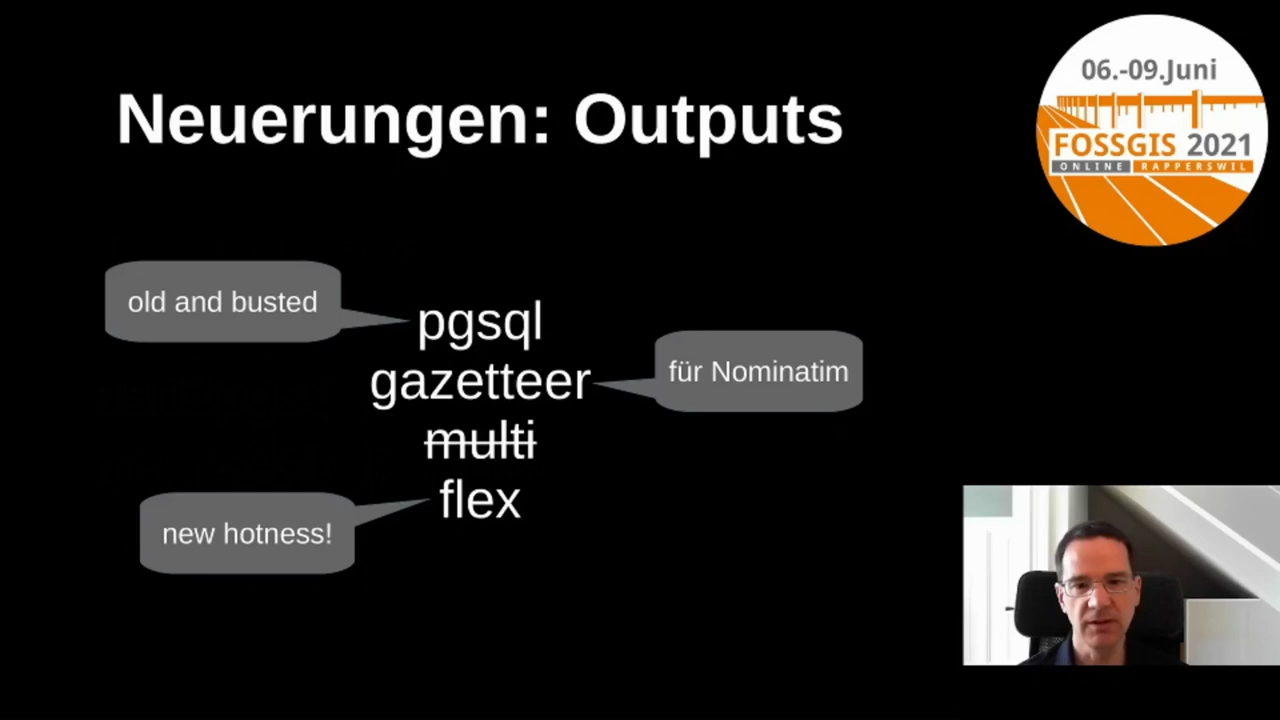 Neuerungen: Outputs
06.-09.Juni
FOSSGIS 2021
ONLINE RAPPERSWIL
old and busted
pgsql
für Nominatim
gazetteer
multi
flex
new hotness!